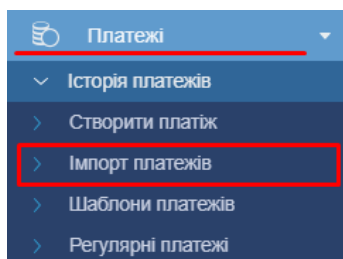 Платежі
Історія платежів
Створити платіж
Імпорт платежів
Шаблони платежів
Регулярні платежі